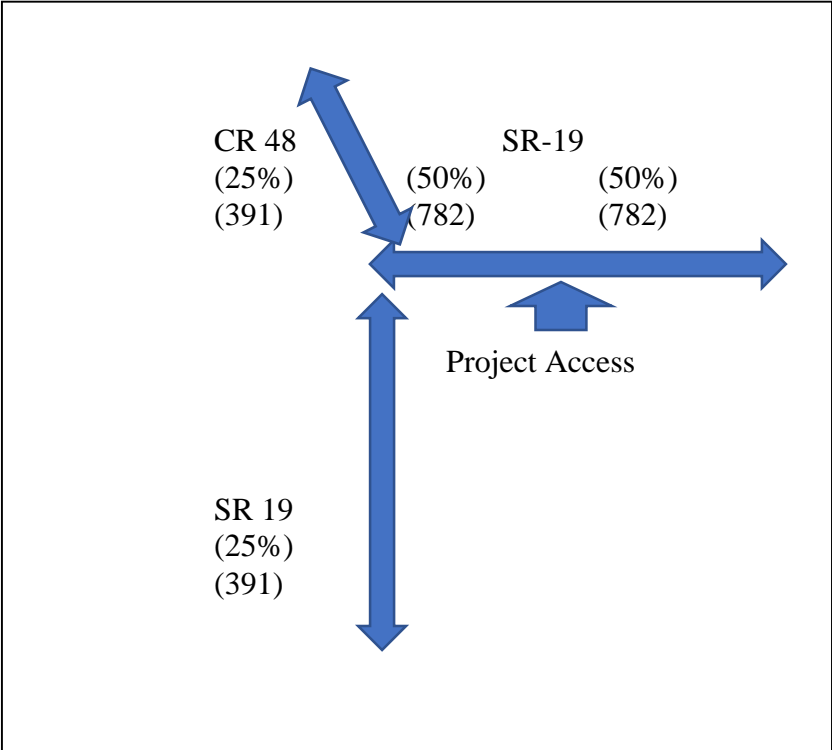 CR 48
(25%)
(391)
SR-19
(50%) (50%)
(782) (782)
Project Access
SR 19
(25%)
(391)